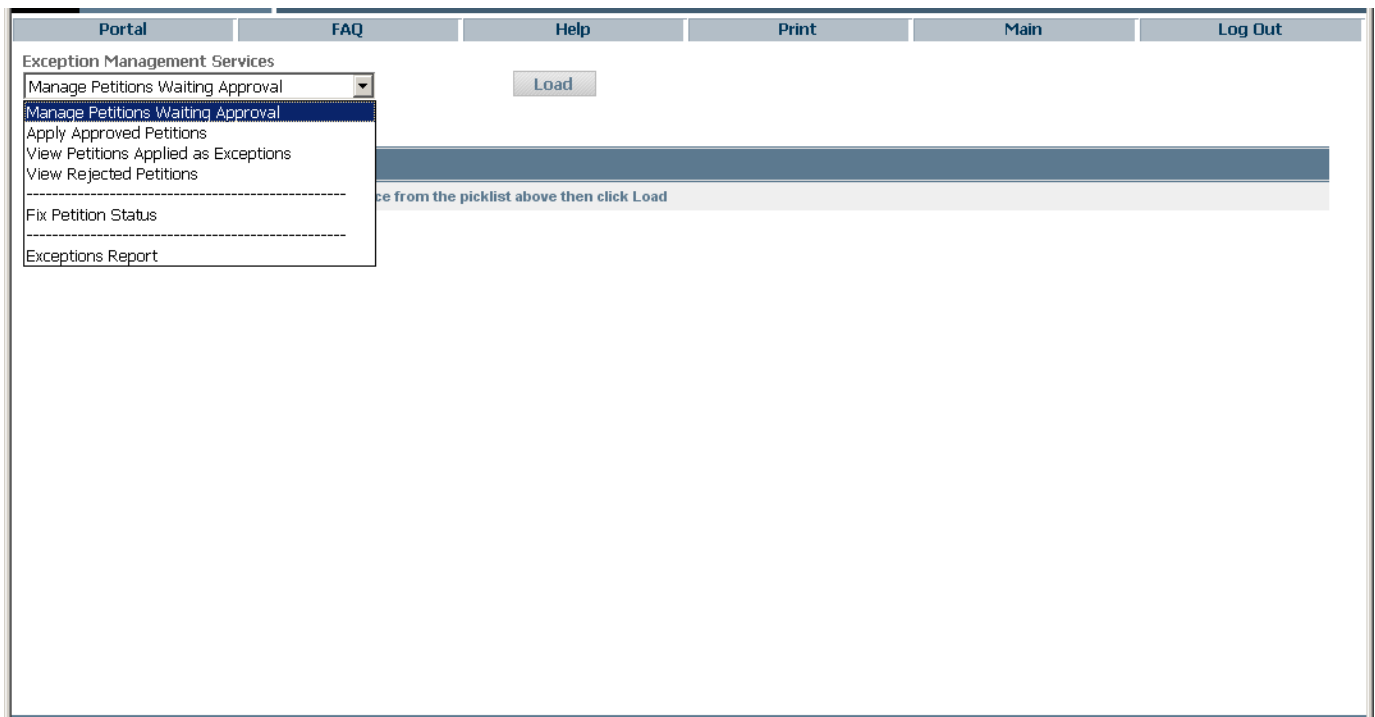 Portal FAQ Help Print Main Log Out
Exception Management Services
Manage Petitions Waiting Approval Load
Manage Petitions Waiting Approval
Apply Approved Petitions
View Petitions Applied as Exceptions
View Rejected Petitions
--------------------------------------------------
from the picklist above then click Load
Fix Petition Status
--------------------------------------------------
Exceptions Report